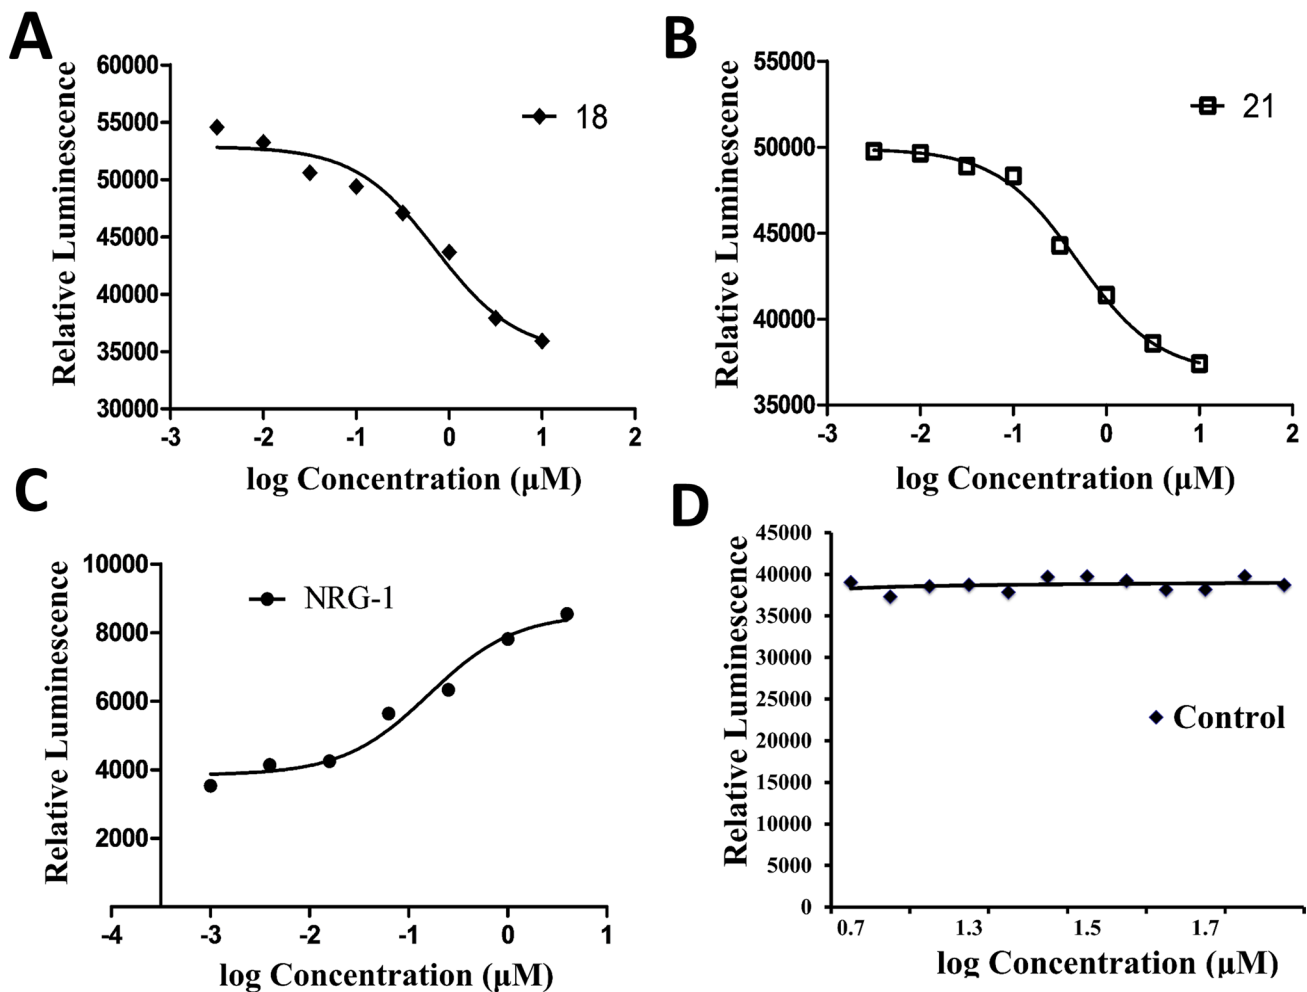 A
Relative Luminescence
60000
55000
50000
45000
40000
35000
30000
-3 -2 -1 0 1 2
log Concentration (μM)
18
B
Relative Luminescence
55000
50000
45000
40000
35000
-3 -2 -1 0 1 2
log Concentration (μM)
21
C
Relative Luminescence
10000
8000
6000
4000
2000
-4 -3 -2 -1 0 1
log Concentration (μM)
NRG-1
D
Relative Luminescence
45000
40000
35000
30000
25000
20000
15000
10000
5000
0
0.7 1.3 1.5 1.7
log Concentration (μM)
Control